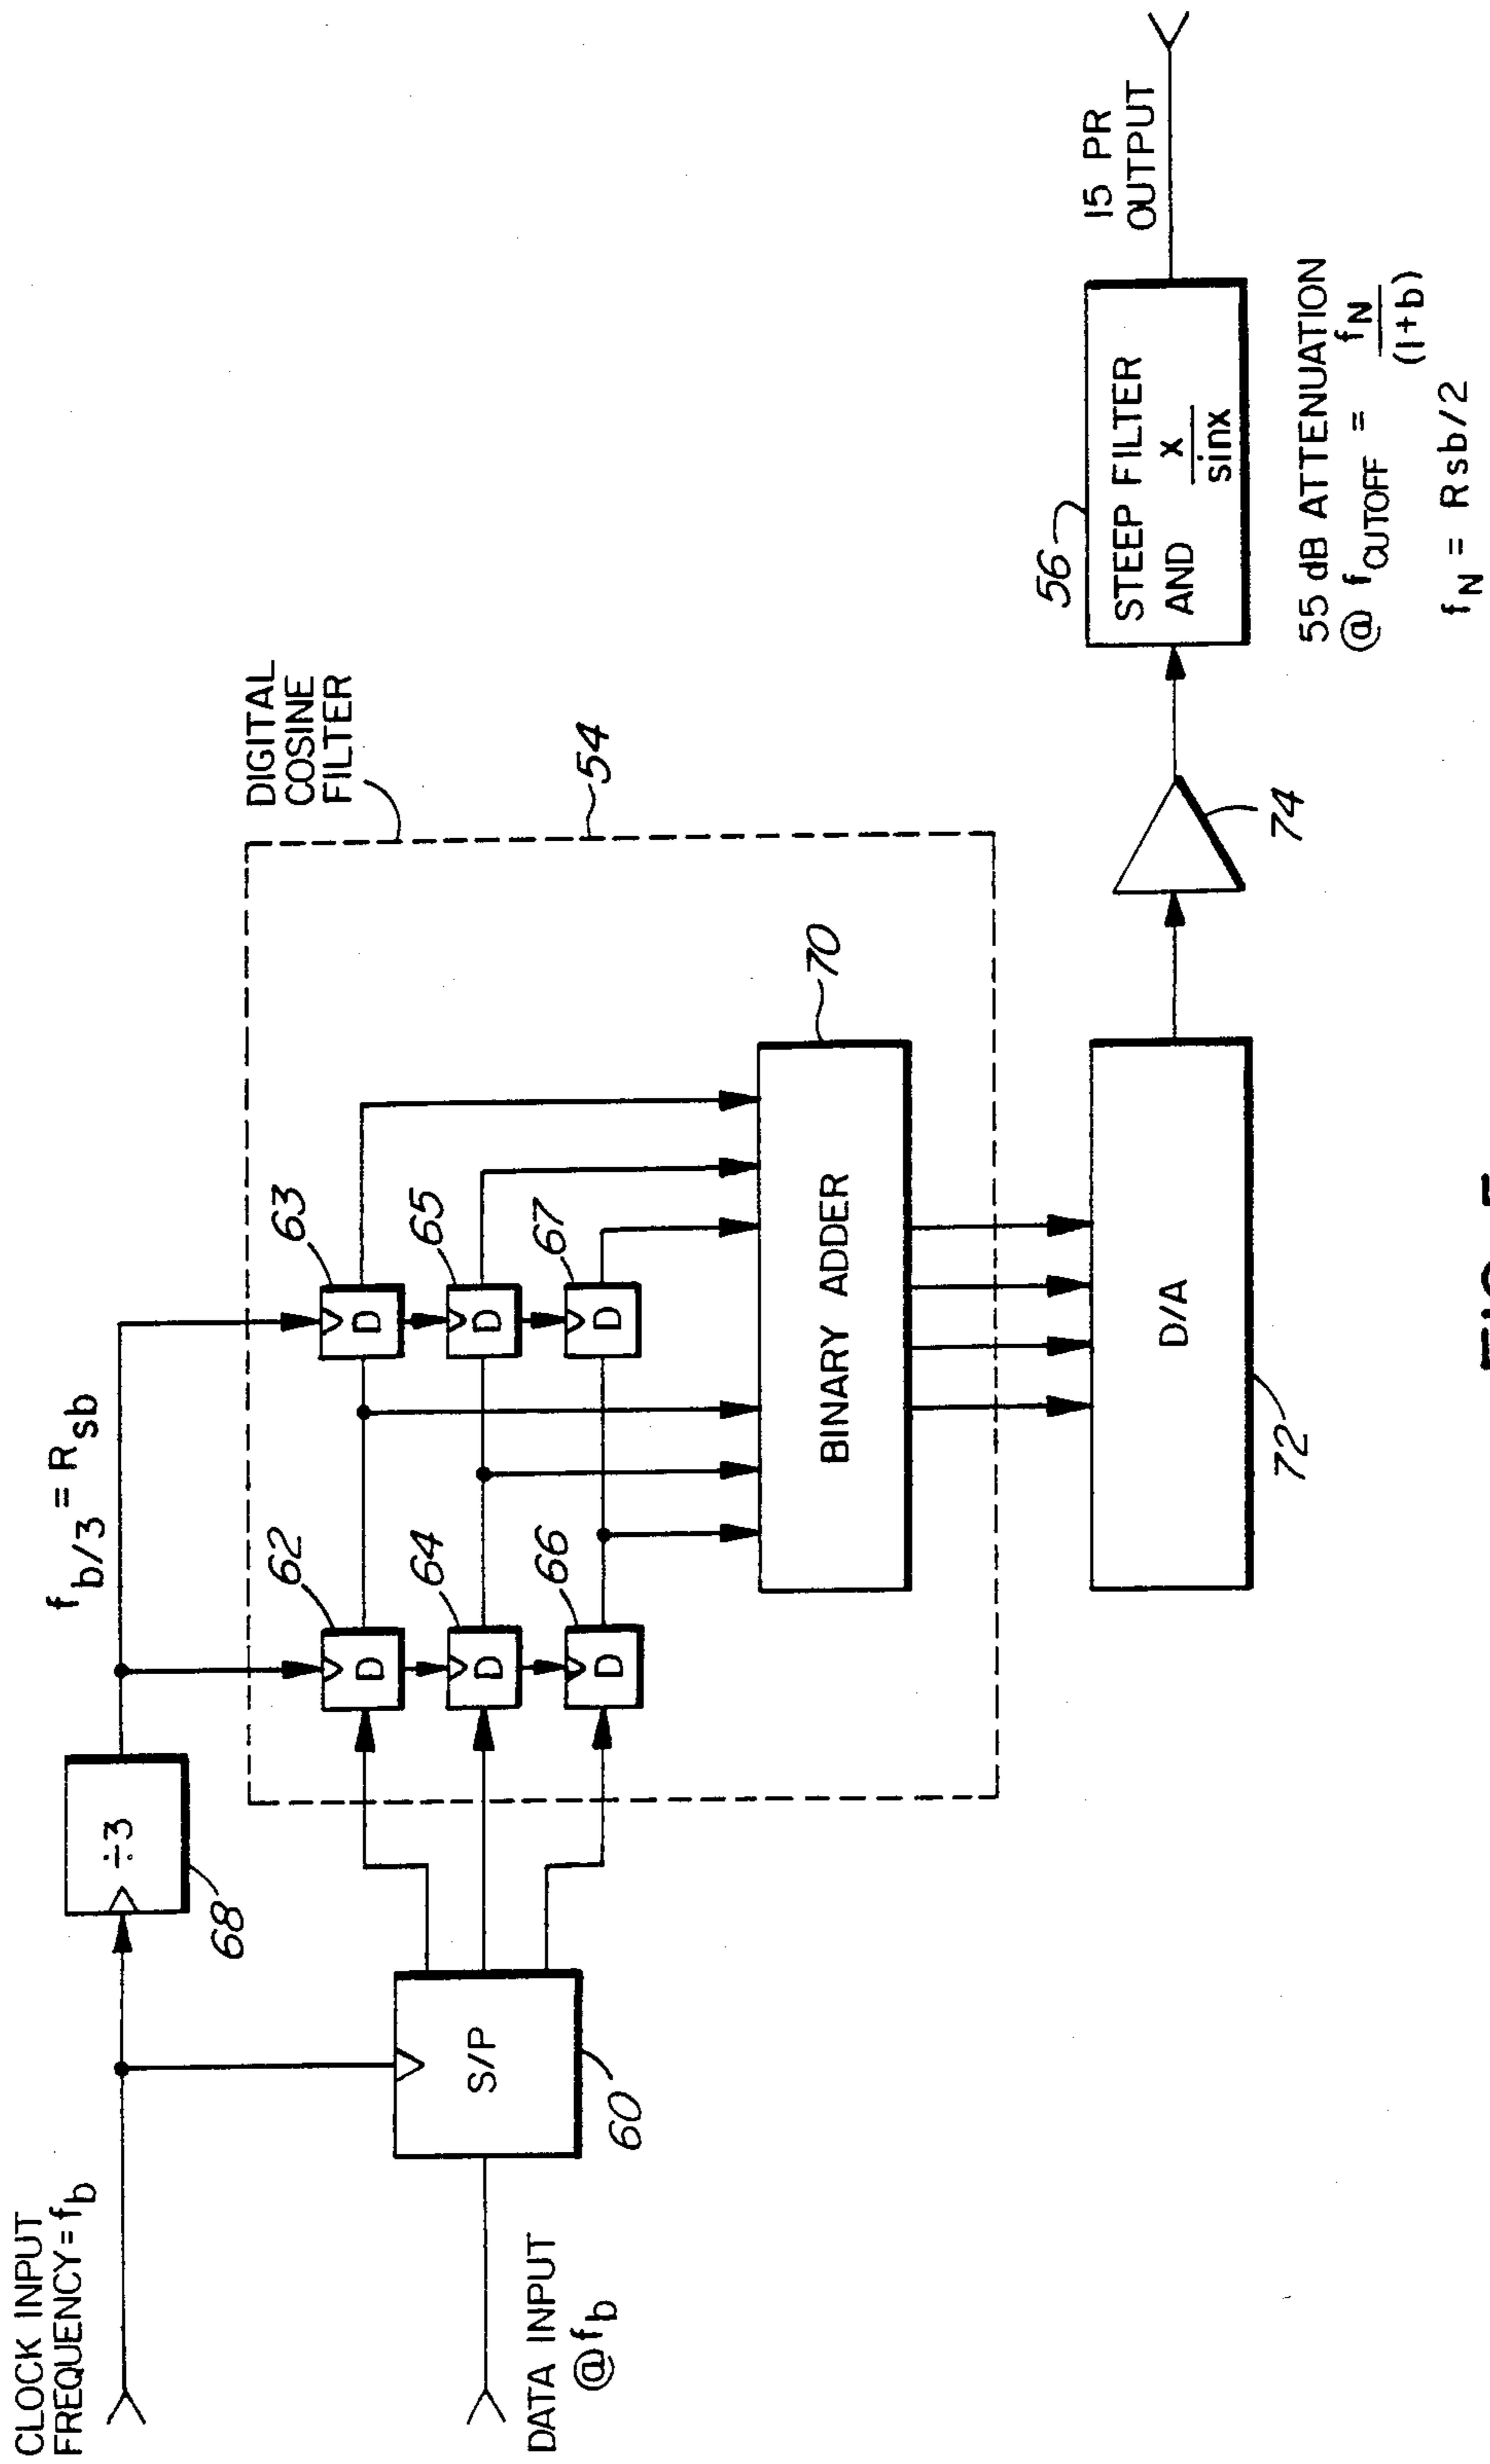 CLOCK INPUT
FREQUENCY=fb
÷3
68
fb/3 = Rsb
DATA INPUT
@fb
S/P
60
DIGITAL
COSINE
FILTER
54
62
D
63
D
64
D
65
D
66
D
67
D
BINARY ADDER
70
D/A
72
74
56
STEEP FILTER
AND x
sinx
15 PR
OUTPUT
55 dB ATTENUATION
@ fCUTOFF = fN
(1+b)
fN = Rsb/2